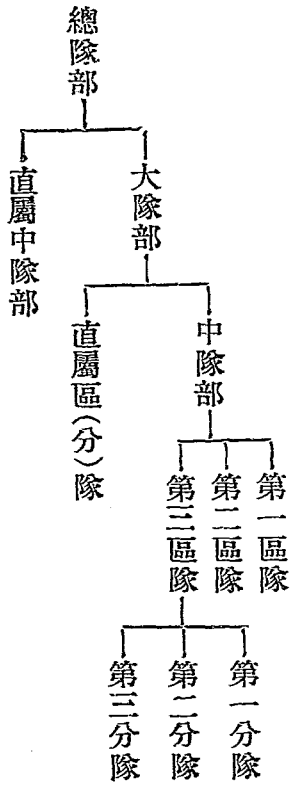 總隊部
大隊部
直屬中隊部
中隊部
直屬區(分)隊
第一區隊
第二區隊
第三區隊
第一分隊
第二分隊
第三分隊